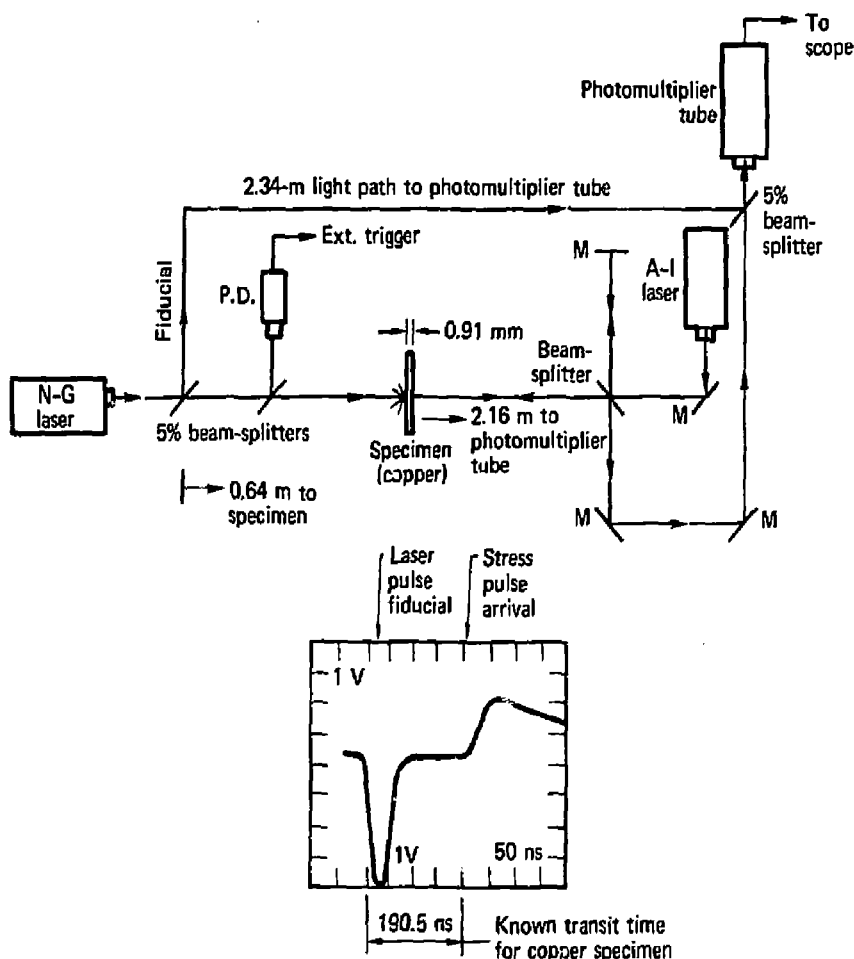 To
scope
Photomultiplier
tube
2.34-m light path to photomultiplier tube
5%
beam-
splitter
Ext. trigger
M
A-I
laser
P.D.
Fiducial
0.91 mm
Beam-
splitter
N-G
laser
M
5% beam-splitters
2.16 m to
photomultiplier
tube
Specimen
(copper)
0.64 m to
specimen
M
M
Laser
pulse
fiducial
Stress
pulse
arrival
1 V
1V
50 ns
190.5 ns
Known transit time
for copper specimen